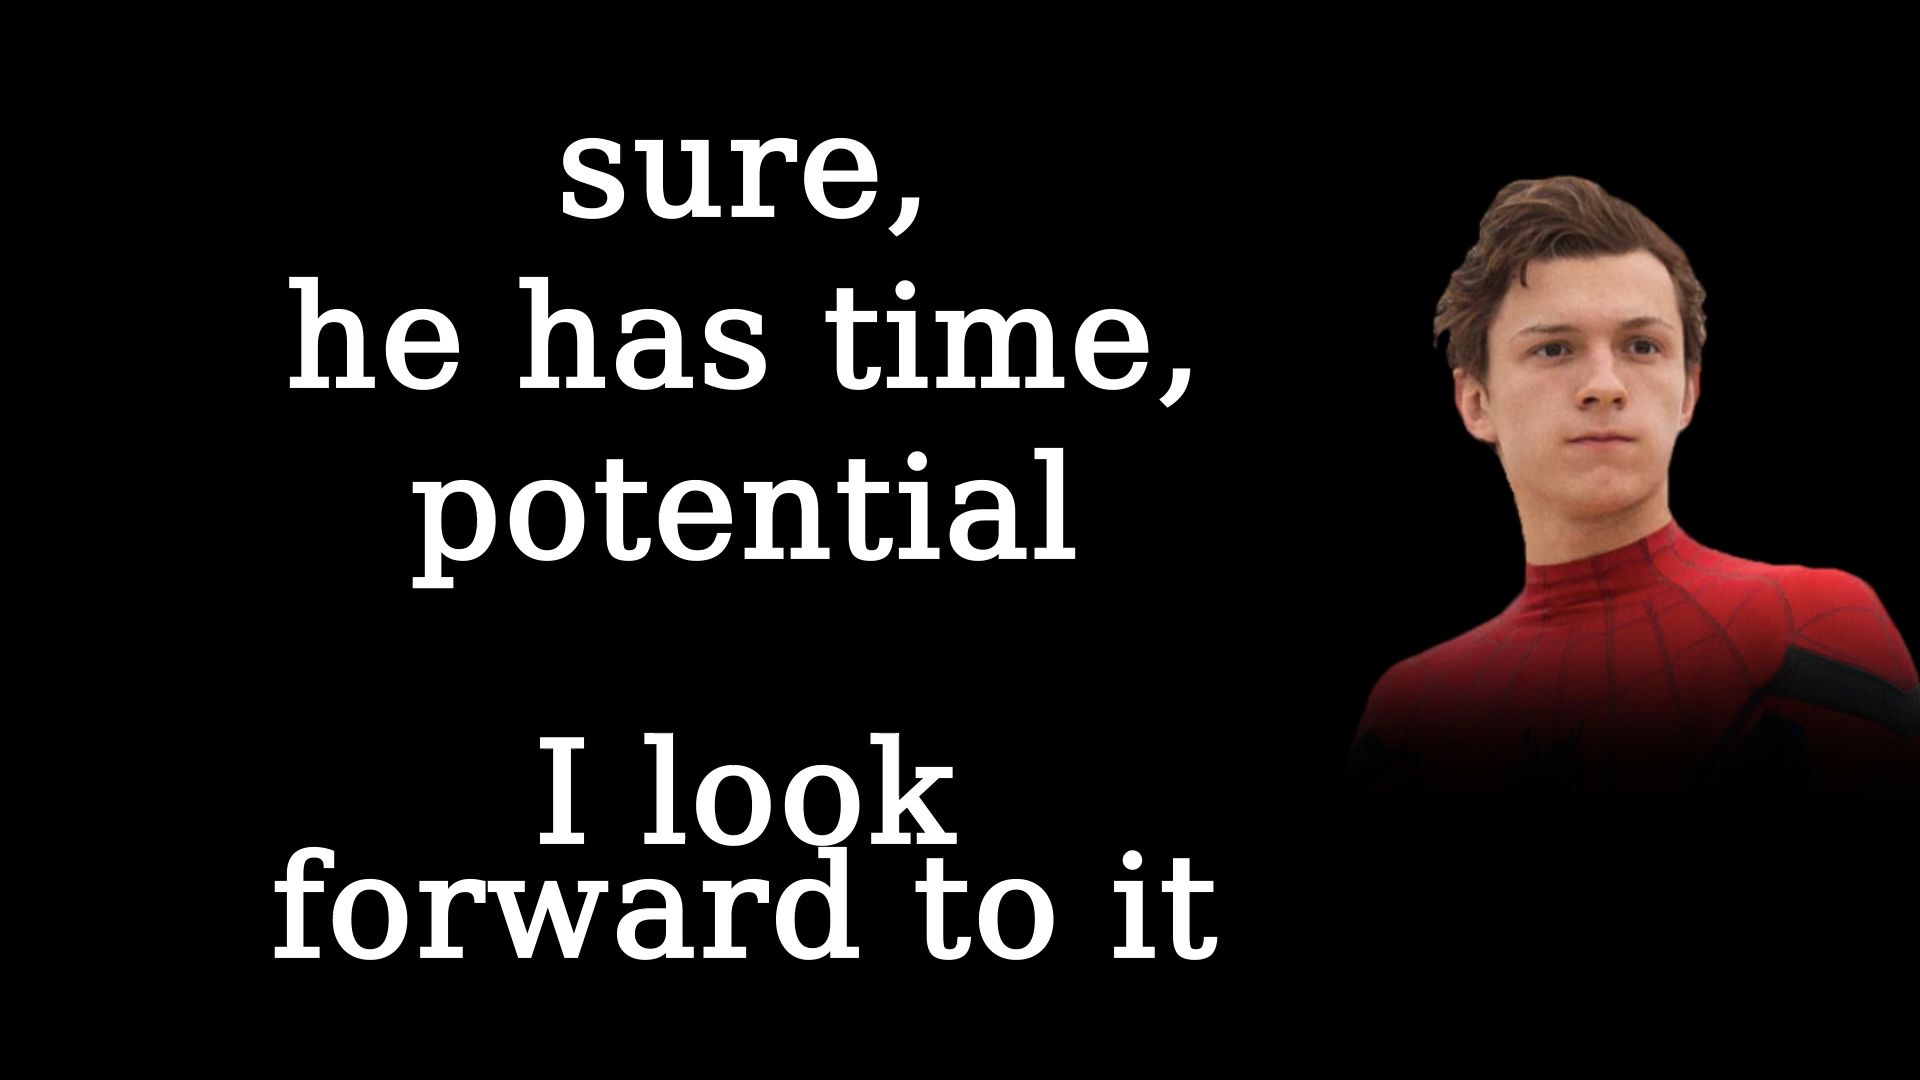 sure,
he has time,
potential
I look
forward to it